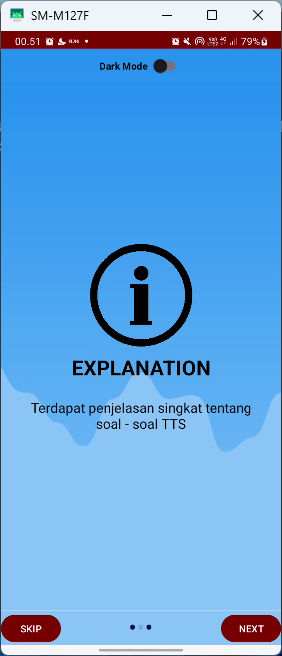 SM-M127F
00.51
79%
Dark Mode
EXPLANATION
Terdapat penjelasan singkat tentang
soal - soal TTS
SKIP
NEXT